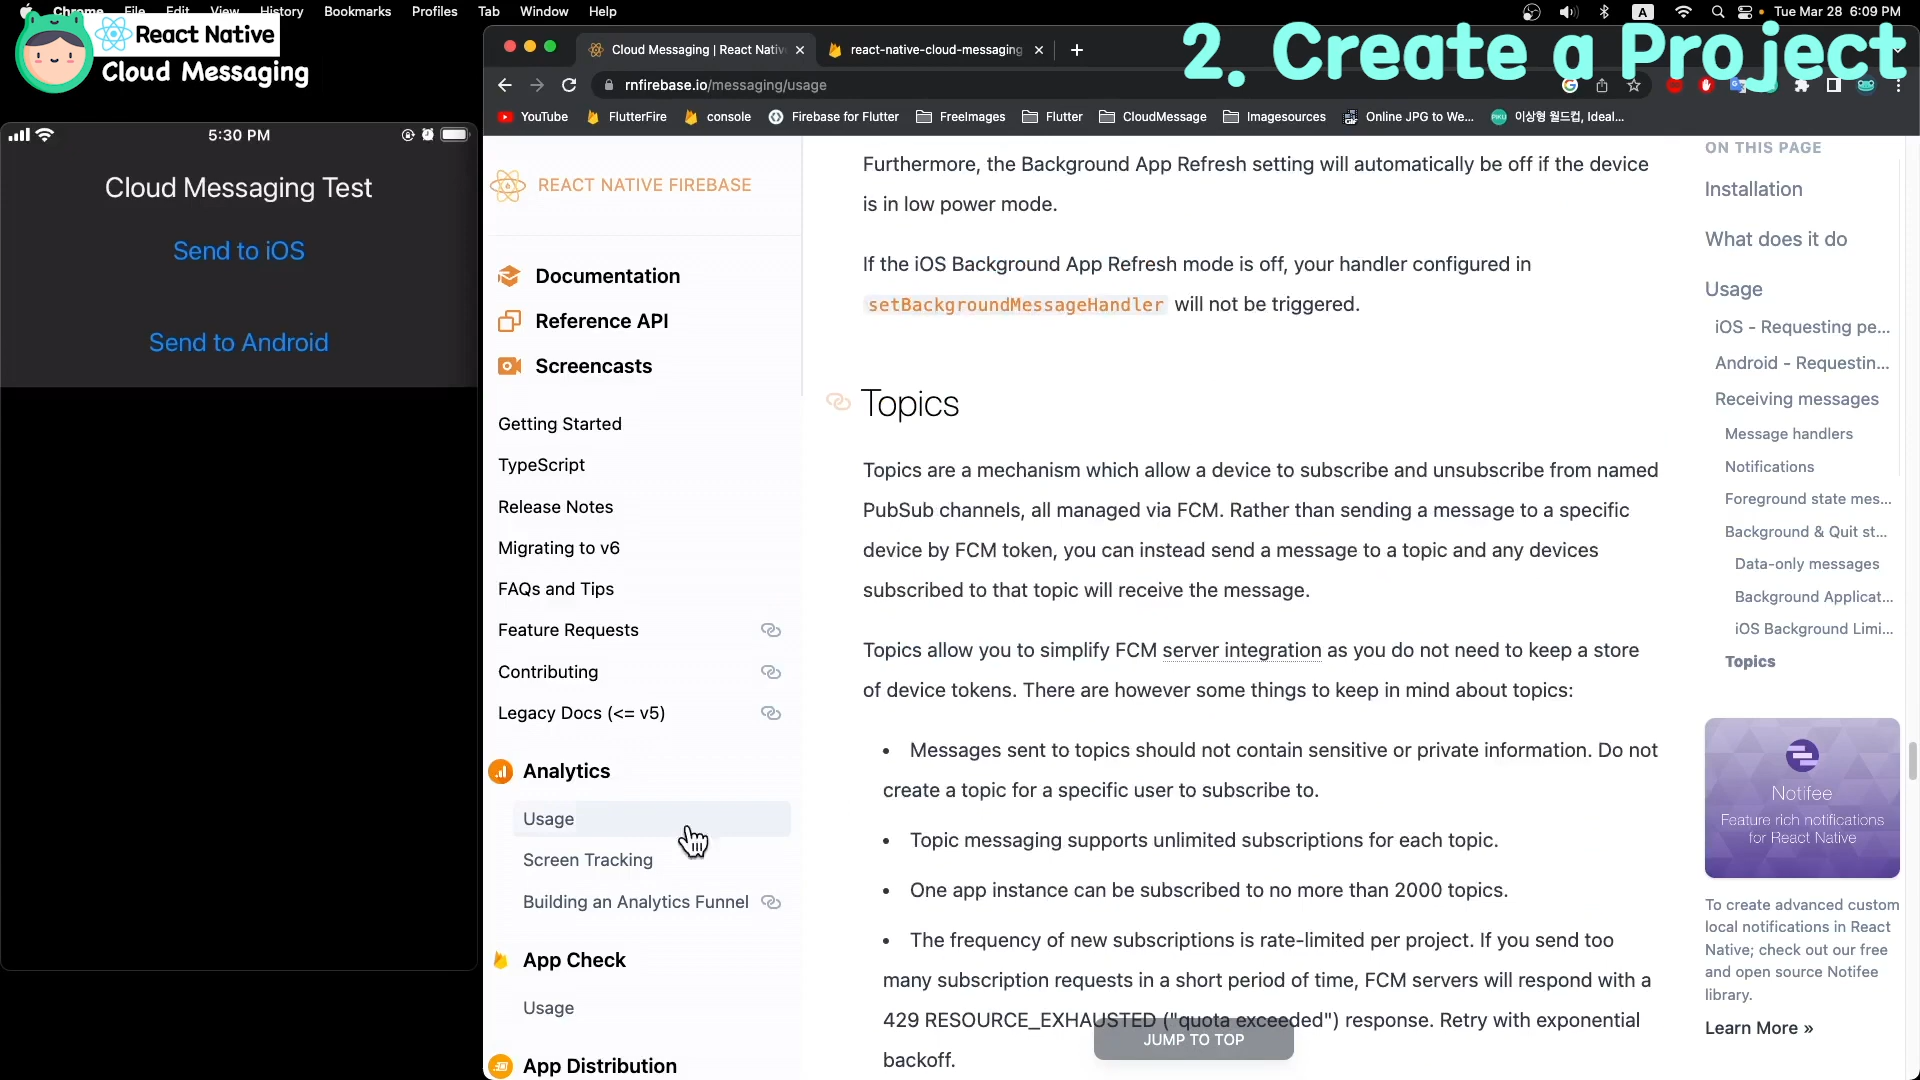 Chrome File Edit View History Bookmarks Profiles Tab Window Help
A
Tue Mar 28 6:09 PM
React Native
Cloud Messaging
2. Create a Project
Cloud Messaging | React Nativ
react-native-cloud-messaging
rnfirebase.io/messaging/usage
YouTube FlutterFire console Firebase for Flutter FreeImages Flutter CloudMessage Imagesources Online JPG to We... 이상형 월드컵, Ideal...
5:30 PM
Cloud Messaging Test
Send to iOS
Send to Android
REACT NATIVE FIREBASE
Documentation
Reference API
Screencasts
Getting Started
TypeScript
Release Notes
Migrating to v6
FAQs and Tips
Feature Requests
Contributing
Legacy Docs (<= v5)
Analytics
Usage
Screen Tracking
Building an Analytics Funnel
App Check
Usage
App Distribution
Furthermore, the Background App Refresh setting will automatically be off if the device
is in low power mode.
If the iOS Background App Refresh mode is off, your handler configured in
setBackgroundMessageHandler will not be triggered.
Topics
Topics are a mechanism which allow a device to subscribe and unsubscribe from named
PubSub channels, all managed via FCM. Rather than sending a message to a specific
device by FCM token, you can instead send a message to a topic and any devices
subscribed to that topic will receive the message.
Topics allow you to simplify FCM server integration as you do not need to keep a store
of device tokens. There are however some things to keep in mind about topics:
• Messages sent to topics should not contain sensitive or private information. Do not
create a topic for a specific user to subscribe to.
• Topic messaging supports unlimited subscriptions for each topic.
• One app instance can be subscribed to no more than 2000 topics.
• The frequency of new subscriptions is rate-limited per project. If you send too
many subscription requests in a short period of time, FCM servers will respond with a
429 RESOURCE_EXHAUSTED ("quota exceeded") response. Retry with exponential
backoff.
JUMP TO TOP
ON THIS PAGE
Installation
What does it do
Usage
iOS - Requesting pe...
Android - Requestin...
Receiving messages
Message handlers
Notifications
Foreground state mes...
Background & Quit st...
Data-only messages
Background Applicat...
iOS Background Limi...
Topics
Notifee
Feature rich notifications
for React Native
To create advanced custom
local notifications in React
Native; check out our free
and open source Notifee
library.
Learn More »